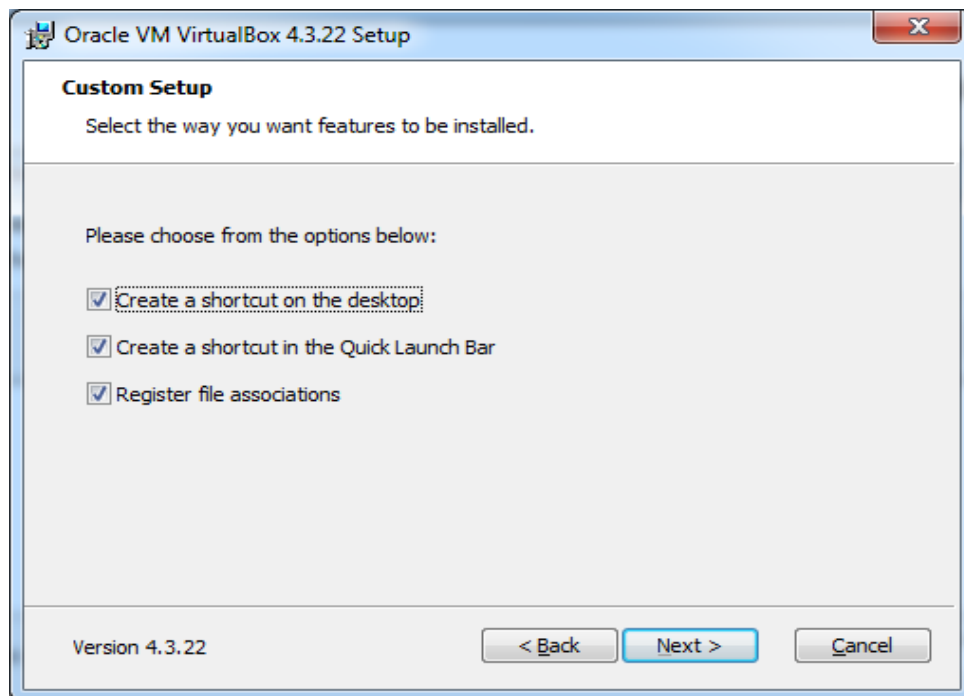 Oracle VM VirtualBox 4.3.22 Setup
Custom Setup
Select the way you want features to be installed.
Please choose from the options below:
Create a shortcut on the desktop
Create a shortcut in the Quick Launch Bar
Register file associations
Version 4.3.22
< Back
Next >
Cancel